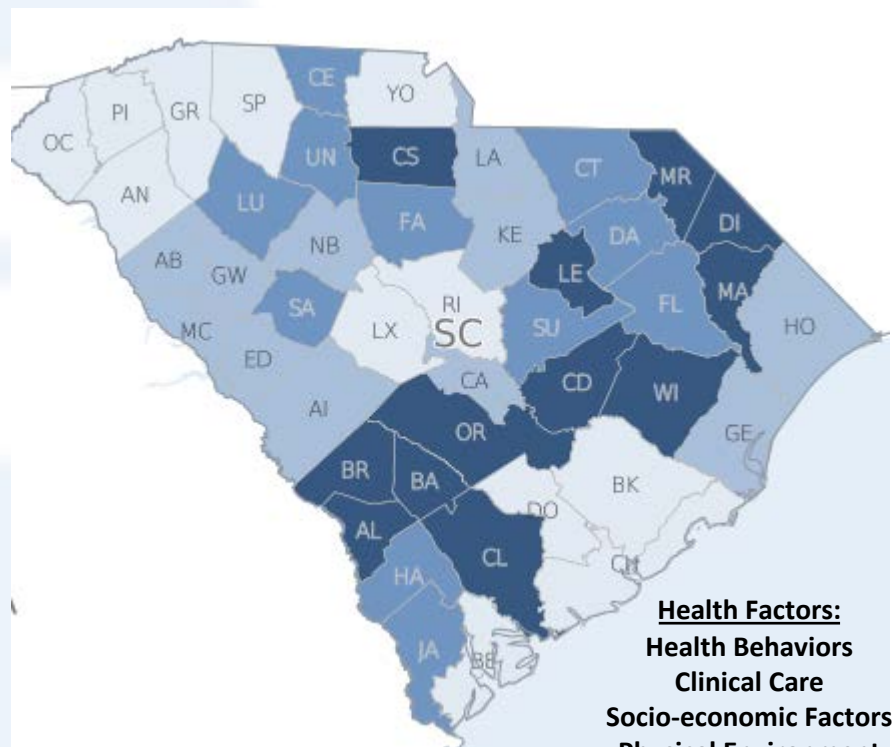 CE
YO
SP
GR
PI
OC
AN
UN
CS
LA
CT
MR
LU
FA
KE
DA
DI
NB
AB
GW
LE
MA
SA
RI
FL
HO
LX
SC
SU
MC
ED
CA
CD
WI
AI
OR
GE
BR
BA
BK
DO
AL
CL
CH
HA
JA
BE
Health Factors:
Health Behaviors
Clinical Care
Socio-economic Factors
Physical Environment